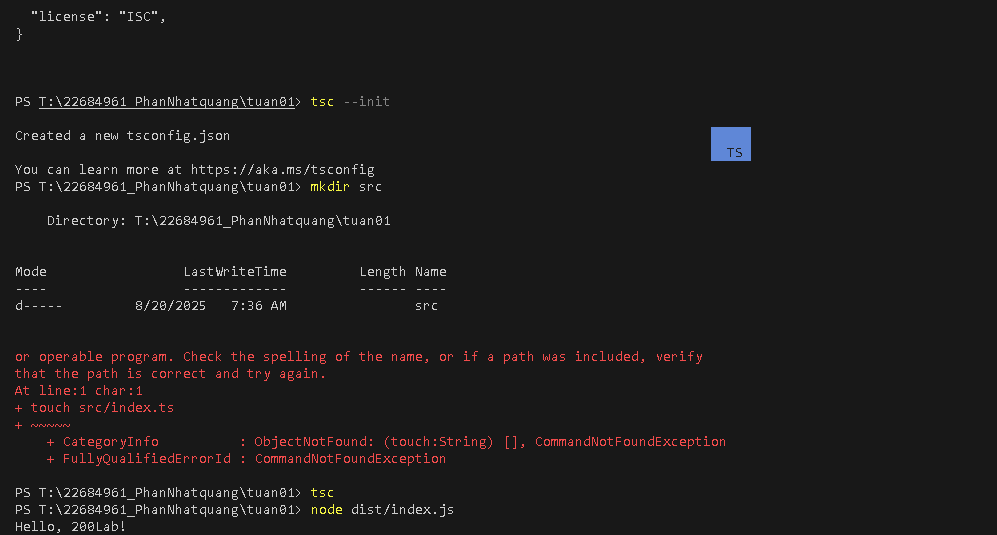 "license": "ISC",
}
PS T:\22684961_PhanNhatquang\tuan01> tsc --init
Created a new tsconfig.json
TS
You can learn more at https://aka.ms/tsconfig
PS T:\22684961_PhanNhatquang\tuan01> mkdir src
Directory: T:\22684961_PhanNhatquang\tuan01
Mode LastWriteTime Length Name
---- ------------- ------ ----
d----- 8/20/2025 7:36 AM src
or operable program. Check the spelling of the name, or if a path was included, verify
that the path is correct and try again.
At line:1 char:1
+ touch src/index.ts
+ ~~~~~
+ CategoryInfo : ObjectNotFound: (touch:String) [], CommandNotFoundException
+ FullyQualifiedErrorId : CommandNotFoundException
PS T:\22684961_PhanNhatquang\tuan01> tsc
PS T:\22684961_PhanNhatquang\tuan01> node dist/index.js
Hello, 200Lab!